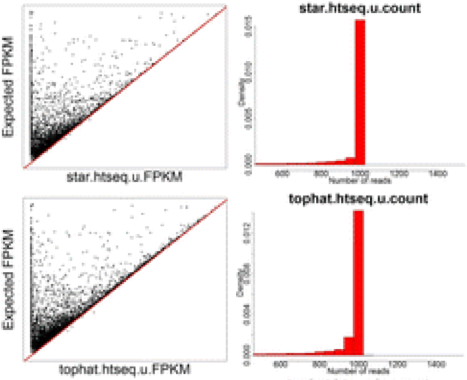 Expected FPKM
star.htseq.u.FPKM
star.htseq.u.count
Density
0.000 0.005 0.010 0.015
600 800 1000 1200 1400
Number of reads
Expected FPKM
tophat.htseq.u.FPKM
tophat.htseq.u.count
Density
0.000 0.004 0.008 0.012
600 800 1000 1200 1400
Number of reads